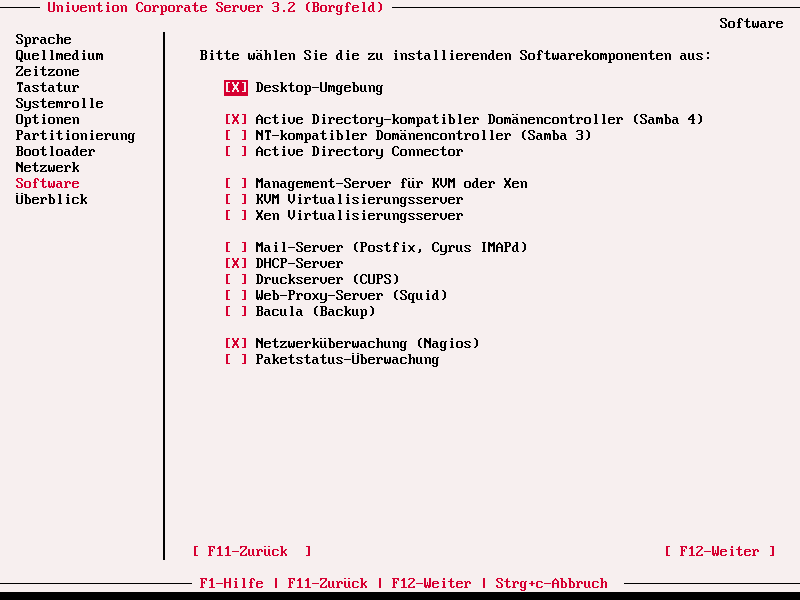 Univention Corporate Server 3.2 (Borgfeld)
Software
Sprache
Quellmedium
Zeitzone
Tastatur
Systemrolle
Optionen
Partitionierung
Bootloader
Netzwerk
Software
Überblick
Bitte wählen Sie die zu installierenden Softwarekomponenten aus:
[X] Desktop-Umgebung
[X] Active Directory-kompatibler Domänencontroller (Samba 4)
[ ] NT-kompatibler Domänencontroller (Samba 3)
[ ] Active Directory Connector
[ ] Management-Server für KVM oder Xen
[ ] KVM Virtualisierungsserver
[ ] Xen Virtualisierungsserver
[ ] Mail-Server (Postfix, Cyrus IMAPd)
[X] DHCP-Server
[ ] Druckserver (CUPS)
[ ] Web-Proxy-Server (Squid)
[ ] Bacula (Backup)
[X] Netzwerküberwachung (Nagios)
[ ] Paketstatus-Überwachung
[ F11-Zurück ]
[ F12-Weiter ]
F1-Hilfe | F11-Zurück | F12-Weiter | Strg+c-Abbruch